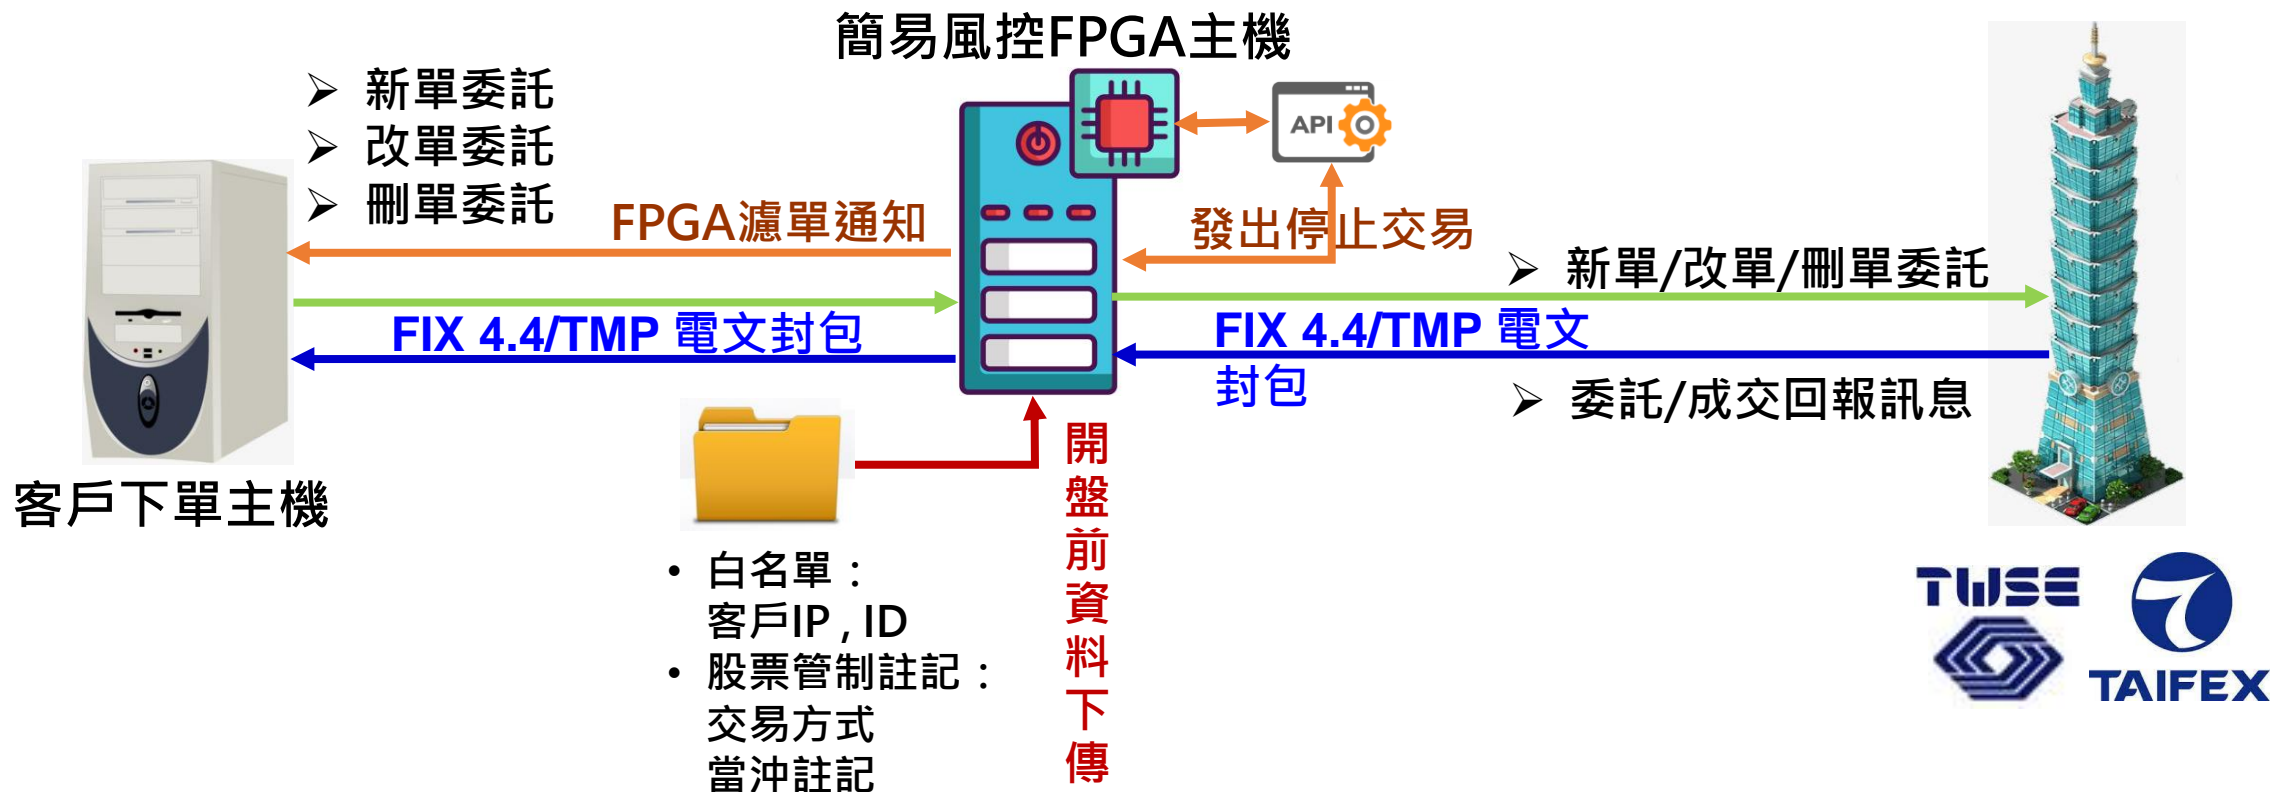 簡易風控FPGA主機
➢ 新單委託
➢ 改單委託
➢ 刪單委託
API
FPGA濾單通知
發出停止交易
➢ 新單/改單/刪單委託
FIX 4.4/TMP 電文封包
FIX 4.4/TMP 電文
封包
➢ 委託/成交回報訊息
客戶下單主機
開盤前資料下傳
• 白名單：
客戶IP , ID
• 股票管制註記：
交易方式
當沖註記
TWSE
TAIFEX